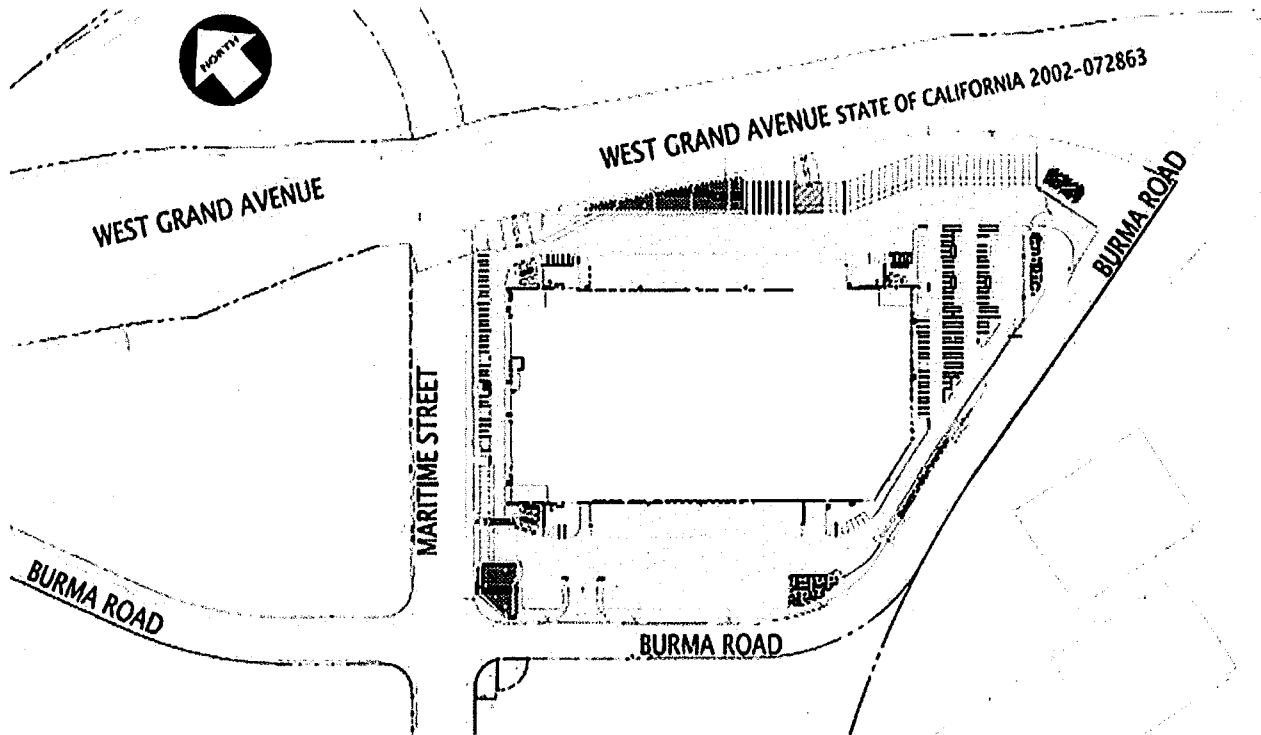 NORTH
WEST GRAND AVENUE STATE OF CALIFORNIA 2002-072863
WEST GRAND AVENUE
BURMA ROAD
MARITIME STREET
BURMA ROAD
BURMA ROAD